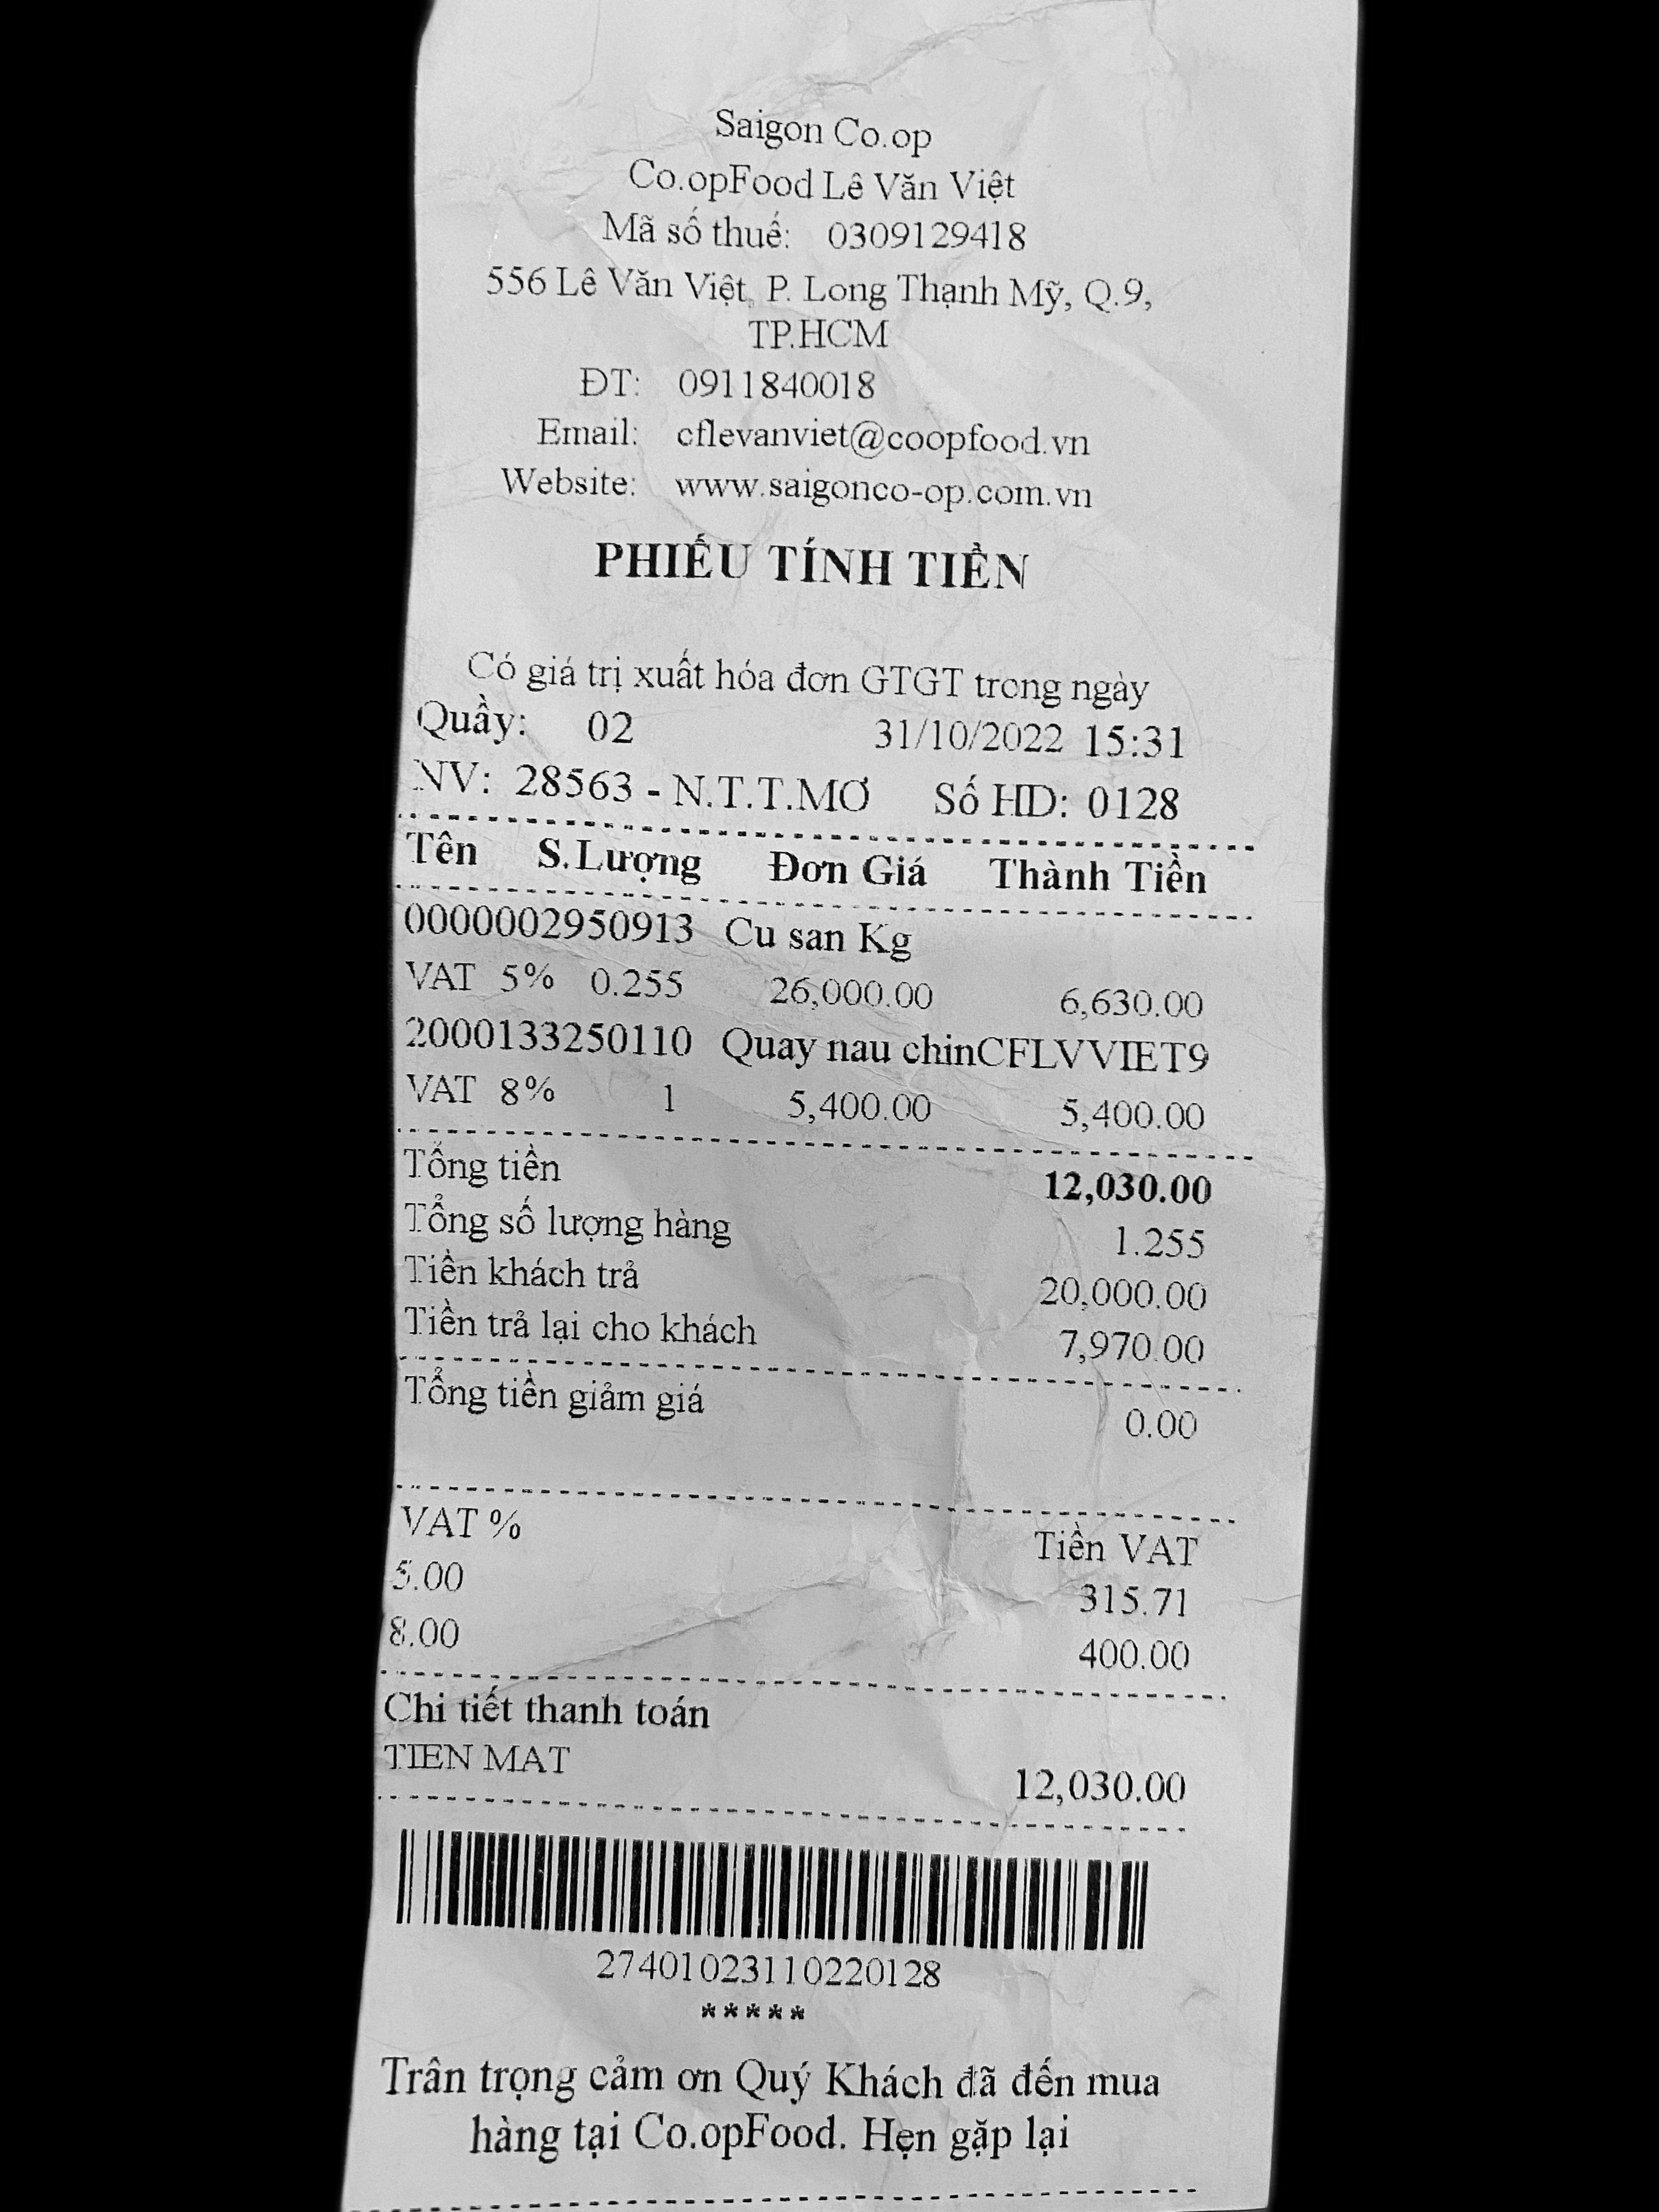 Saigon Co.op
Co.opFood Lê Văn Việt
Mã số thuế: 0309129418
556 Lê Văn Việt, P. Long Thạnh Mỹ, Q.9,
TP.HCM
ĐT: 0911840018
Email: cflevanviet@coopfood.vn
Website: www.saigonco-op.com.vn
PHIẾU TÍNH TIỀN
Có giá trị xuất hóa đơn GTGT trong ngày
Quầy: 02 31/10/2022 15:31
NV: 28563 - N.T.T.MƠ Số HD: 0128
Tên S.Lượng Đơn Giá Thành Tiền
0000002950913 Cu san Kg
VAT 5% 0.255 26,000.00 6,630.00
2000133250110 Quay nau chinCFLVVIET9
VAT 8% 1 5,400.00 5,400.00
Tổng tiền 12,030.00
Tổng số lượng hàng 1.255
Tiền khách trả 20,000.00
Tiền trả lại cho khách 7,970.00
Tổng tiền giảm giá 0.00
VAT % Tiền VAT
5.00 315.71
8.00 400.00
Chi tiết thanh toán
TIEN MAT 12,030.00
27401023110220128
*****
Trân trọng cảm ơn Quý Khách đã đến mua
hàng tại Co.opFood. Hẹn gặp lại